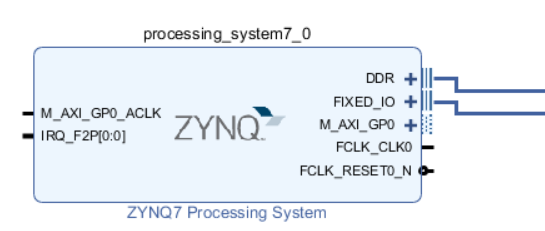 processing_system7_0
DDR
FIXED_IO
M_AXI_GP0_ACLK
M_AXI_GP0
IRQ_F2P[0:0]
ZYNQ
FCLK_CLK0
FCLK_RESET0_N
ZYNQ7 Processing System